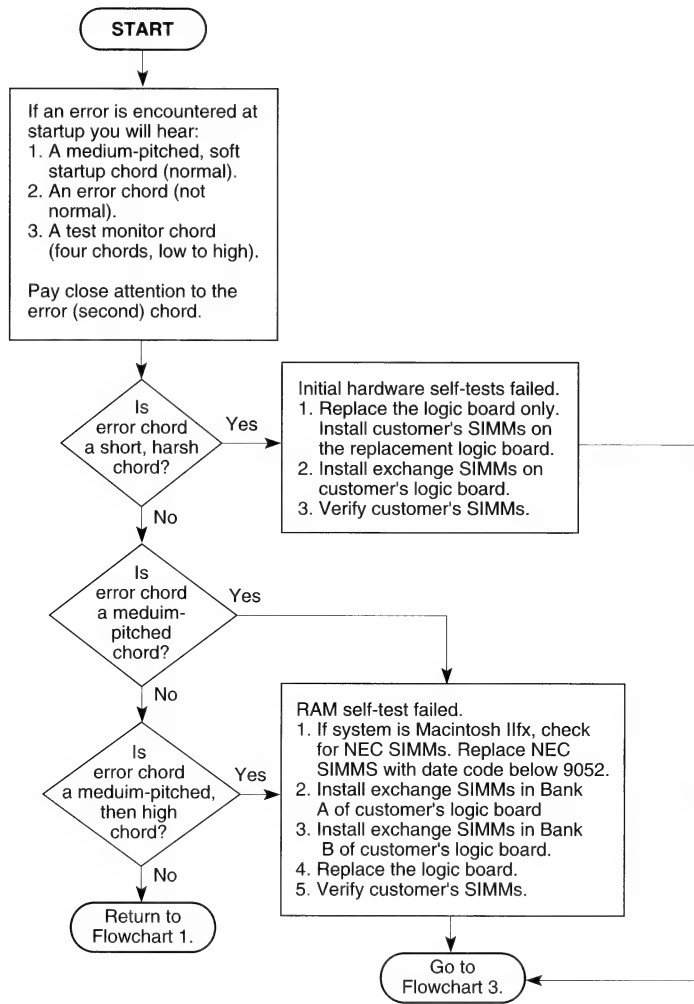 START
If an error is encountered at
startup you will hear:
1. A medium-pitched, soft
startup chord (normal).
2. An error chord (not
normal).
3. A test monitor chord
(four chords, low to high).
Pay close attention to the
error (second) chord.
Is
error chord
a short, harsh
chord?
Yes
Initial hardware self-tests failed.
1. Replace the logic board only.
Install customer's SIMMs on
the replacement logic board.
2. Install exchange SIMMs on
customer's logic board.
3. Verify customer's SIMMs.
No
Is
error chord
a meduim-
pitched
chord?
Yes
No
Is
error chord
a meduim-pitched,
then high
chord?
Yes
RAM self-test failed.
1. If system is Macintosh IIfx, check
for NEC SIMMs. Replace NEC
SIMMS with date code below 9052.
2. Install exchange SIMMs in Bank
A of customer's logic board
3. Install exchange SIMMs in Bank
B of customer's logic board.
4. Replace the logic board.
5. Verify customer's SIMMs.
No
Return to
Flowchart 1.
Go to
Flowchart 3.